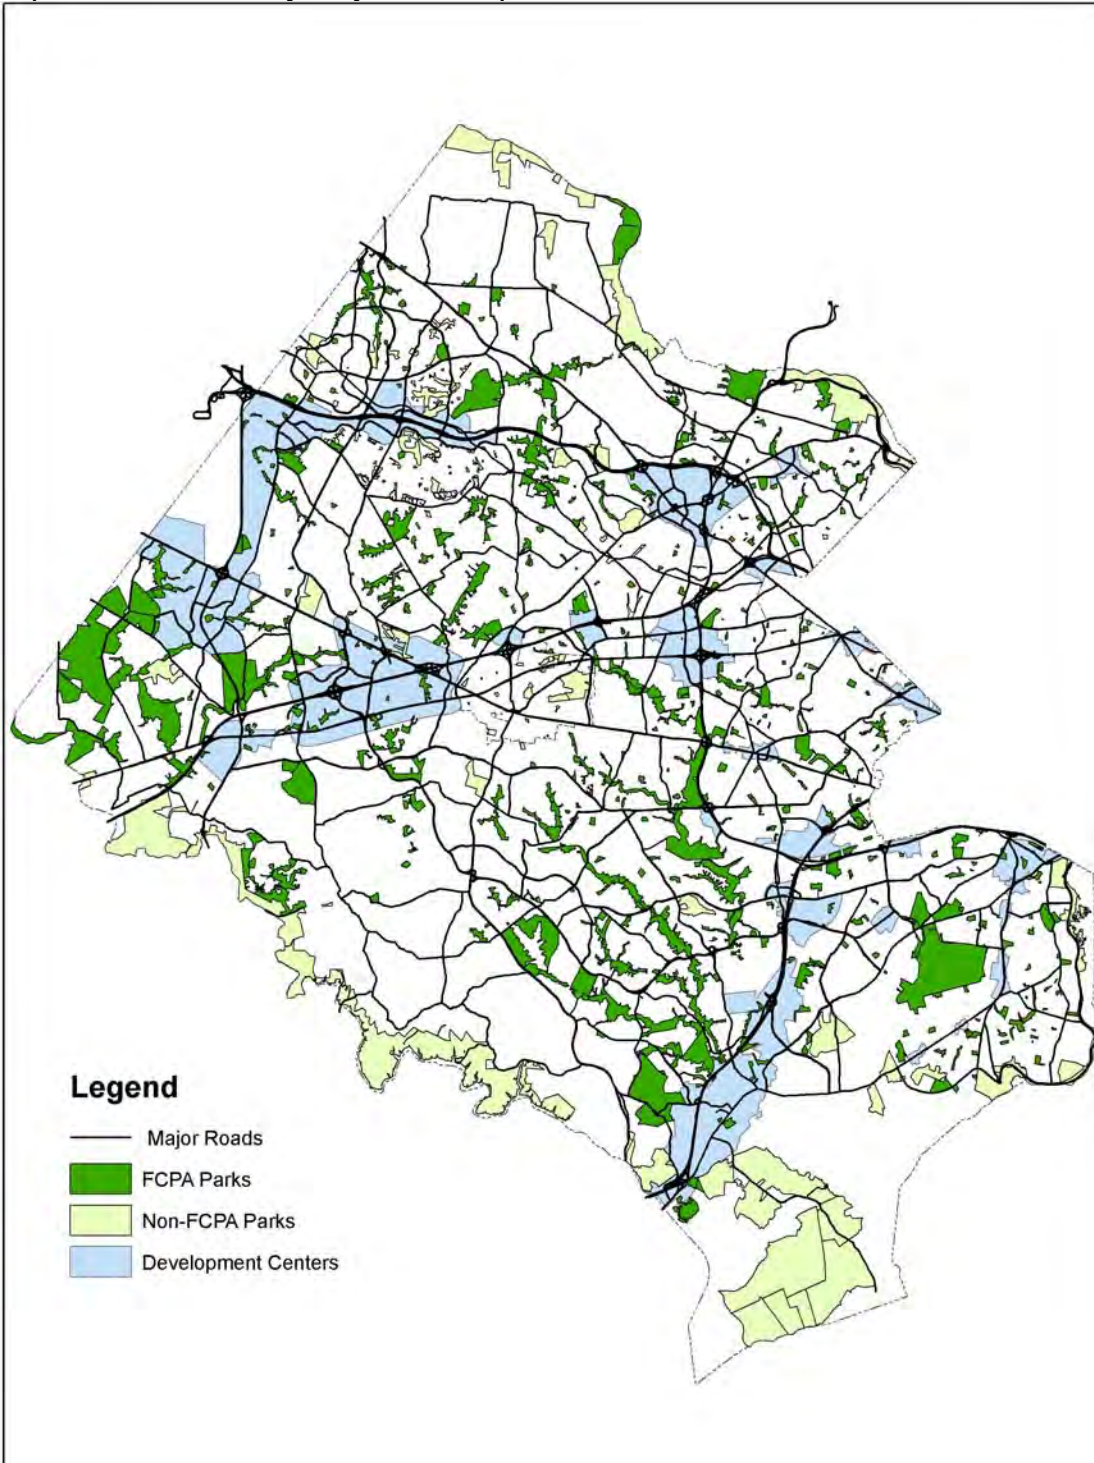 Legend
Major Roads
FCPA Parks
Non-FCPA Parks
Development Centers